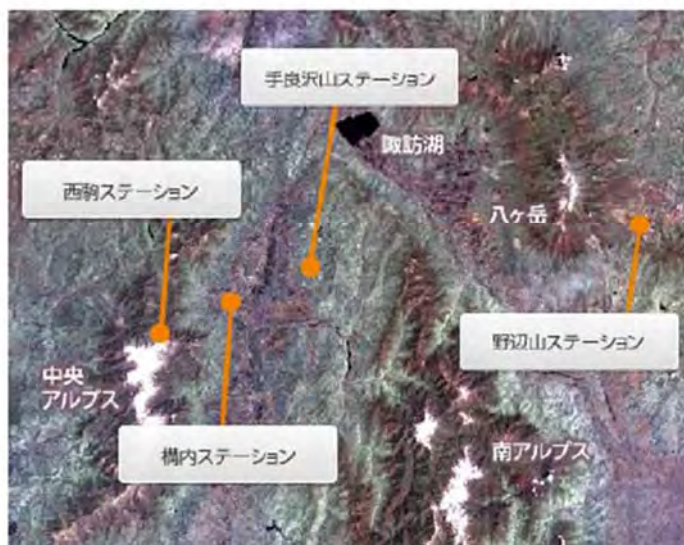 手良沢山ステーション
諏訪湖
西駒ステーション
八ヶ岳
野辺山ステーション
中央
アルプス
構内ステーション
南アルプス